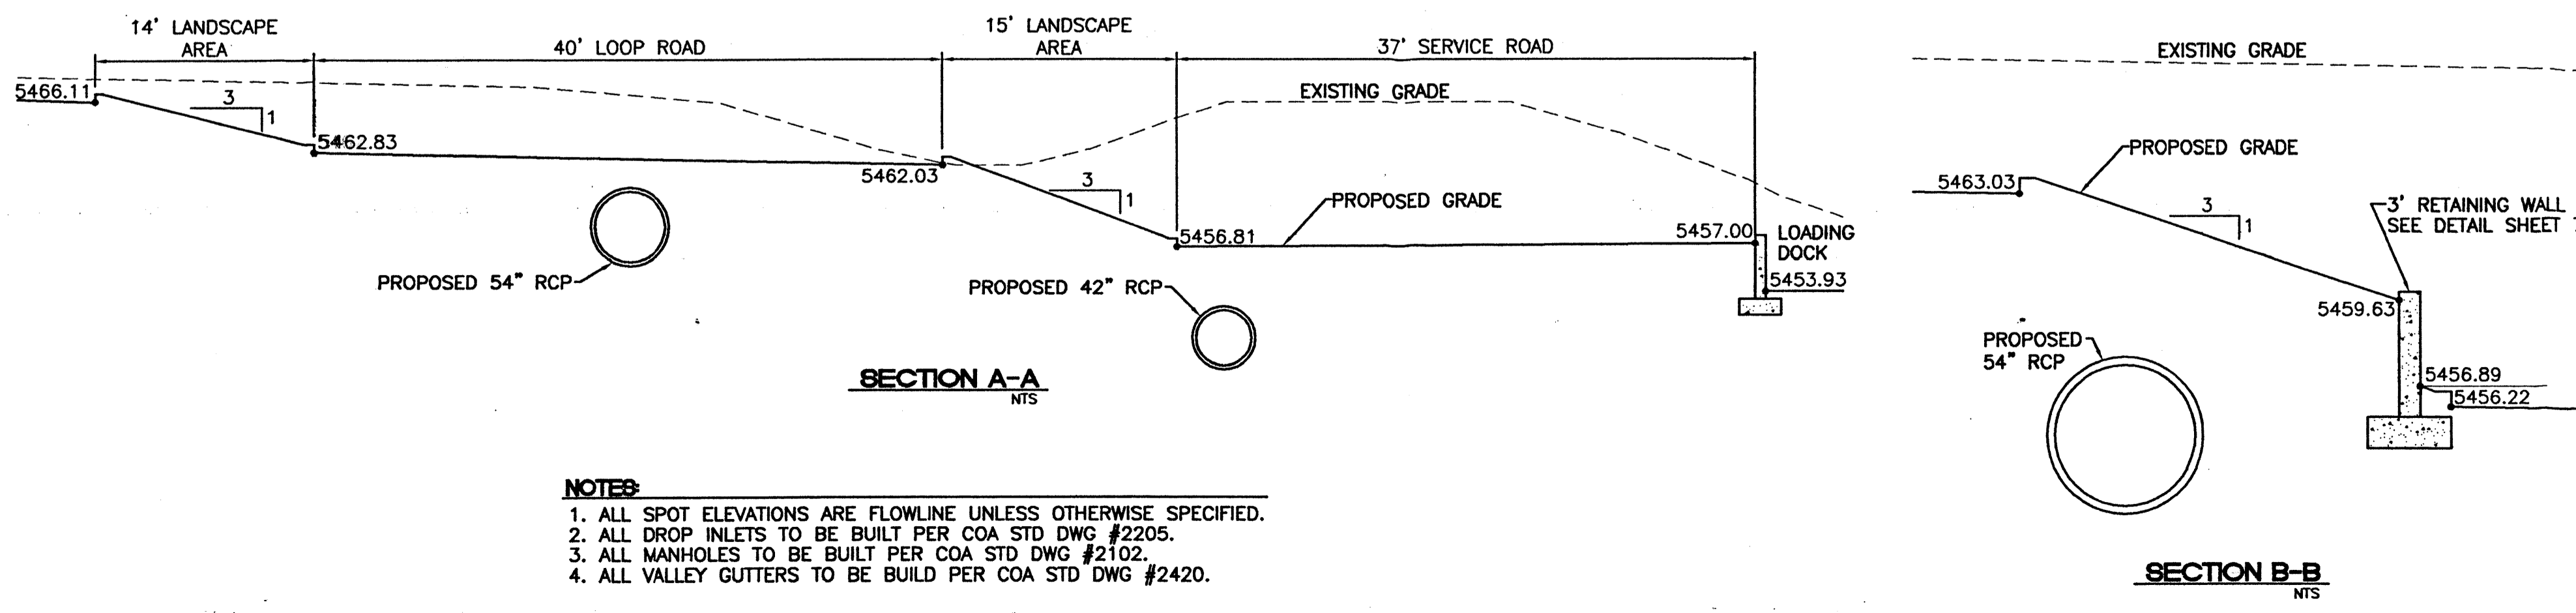 14' LANDSCAPE
AREA
40' LOOP ROAD
15' LANDSCAPE
AREA
37' SERVICE ROAD
5466.11
3
1
5462.83
5462.03
EXISTING GRADE
3
1
PROPOSED GRADE
5456.81
5457.00
LOADING
DOCK
5453.93
PROPOSED 54" RCP
PROPOSED 42" RCP
SECTION A-A
NTS
EXISTING GRADE
PROPOSED GRADE
5463.03
3
1
3' RETAINING WALL
SEE DETAIL SHEET
5459.63
PROPOSED
54" RCP
5456.89
5456.22
SECTION B-B
NTS
NOTES:
1. ALL SPOT ELEVATIONS ARE FLOWLINE UNLESS OTHERWISE SPECIFIED.
2. ALL DROP INLETS TO BE BUILT PER COA STD DWG #2205.
3. ALL MANHOLES TO BE BUILT PER COA STD DWG #2102.
4. ALL VALLEY GUTTERS TO BE BUILD PER COA STD DWG #2420.